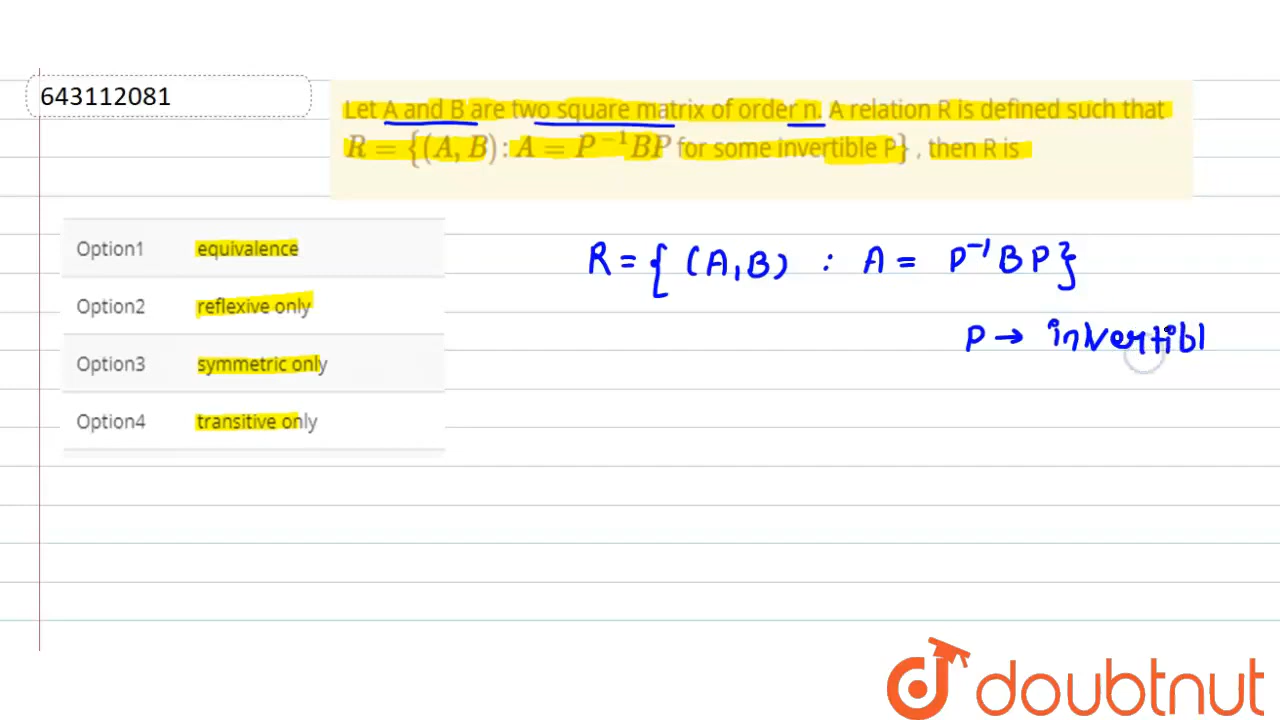 643112081
Let A and B are two square matrix of order n. A relation R is defined such that
R = {(A, B) : A = P⁻¹BP for some invertible P} , then R is
Option1 equivalence
Option2 reflexive only
Option3 symmetric only
Option4 transitive only
R = { (A, B) : A = P⁻¹ B P }
P → invertibl
doubtnut